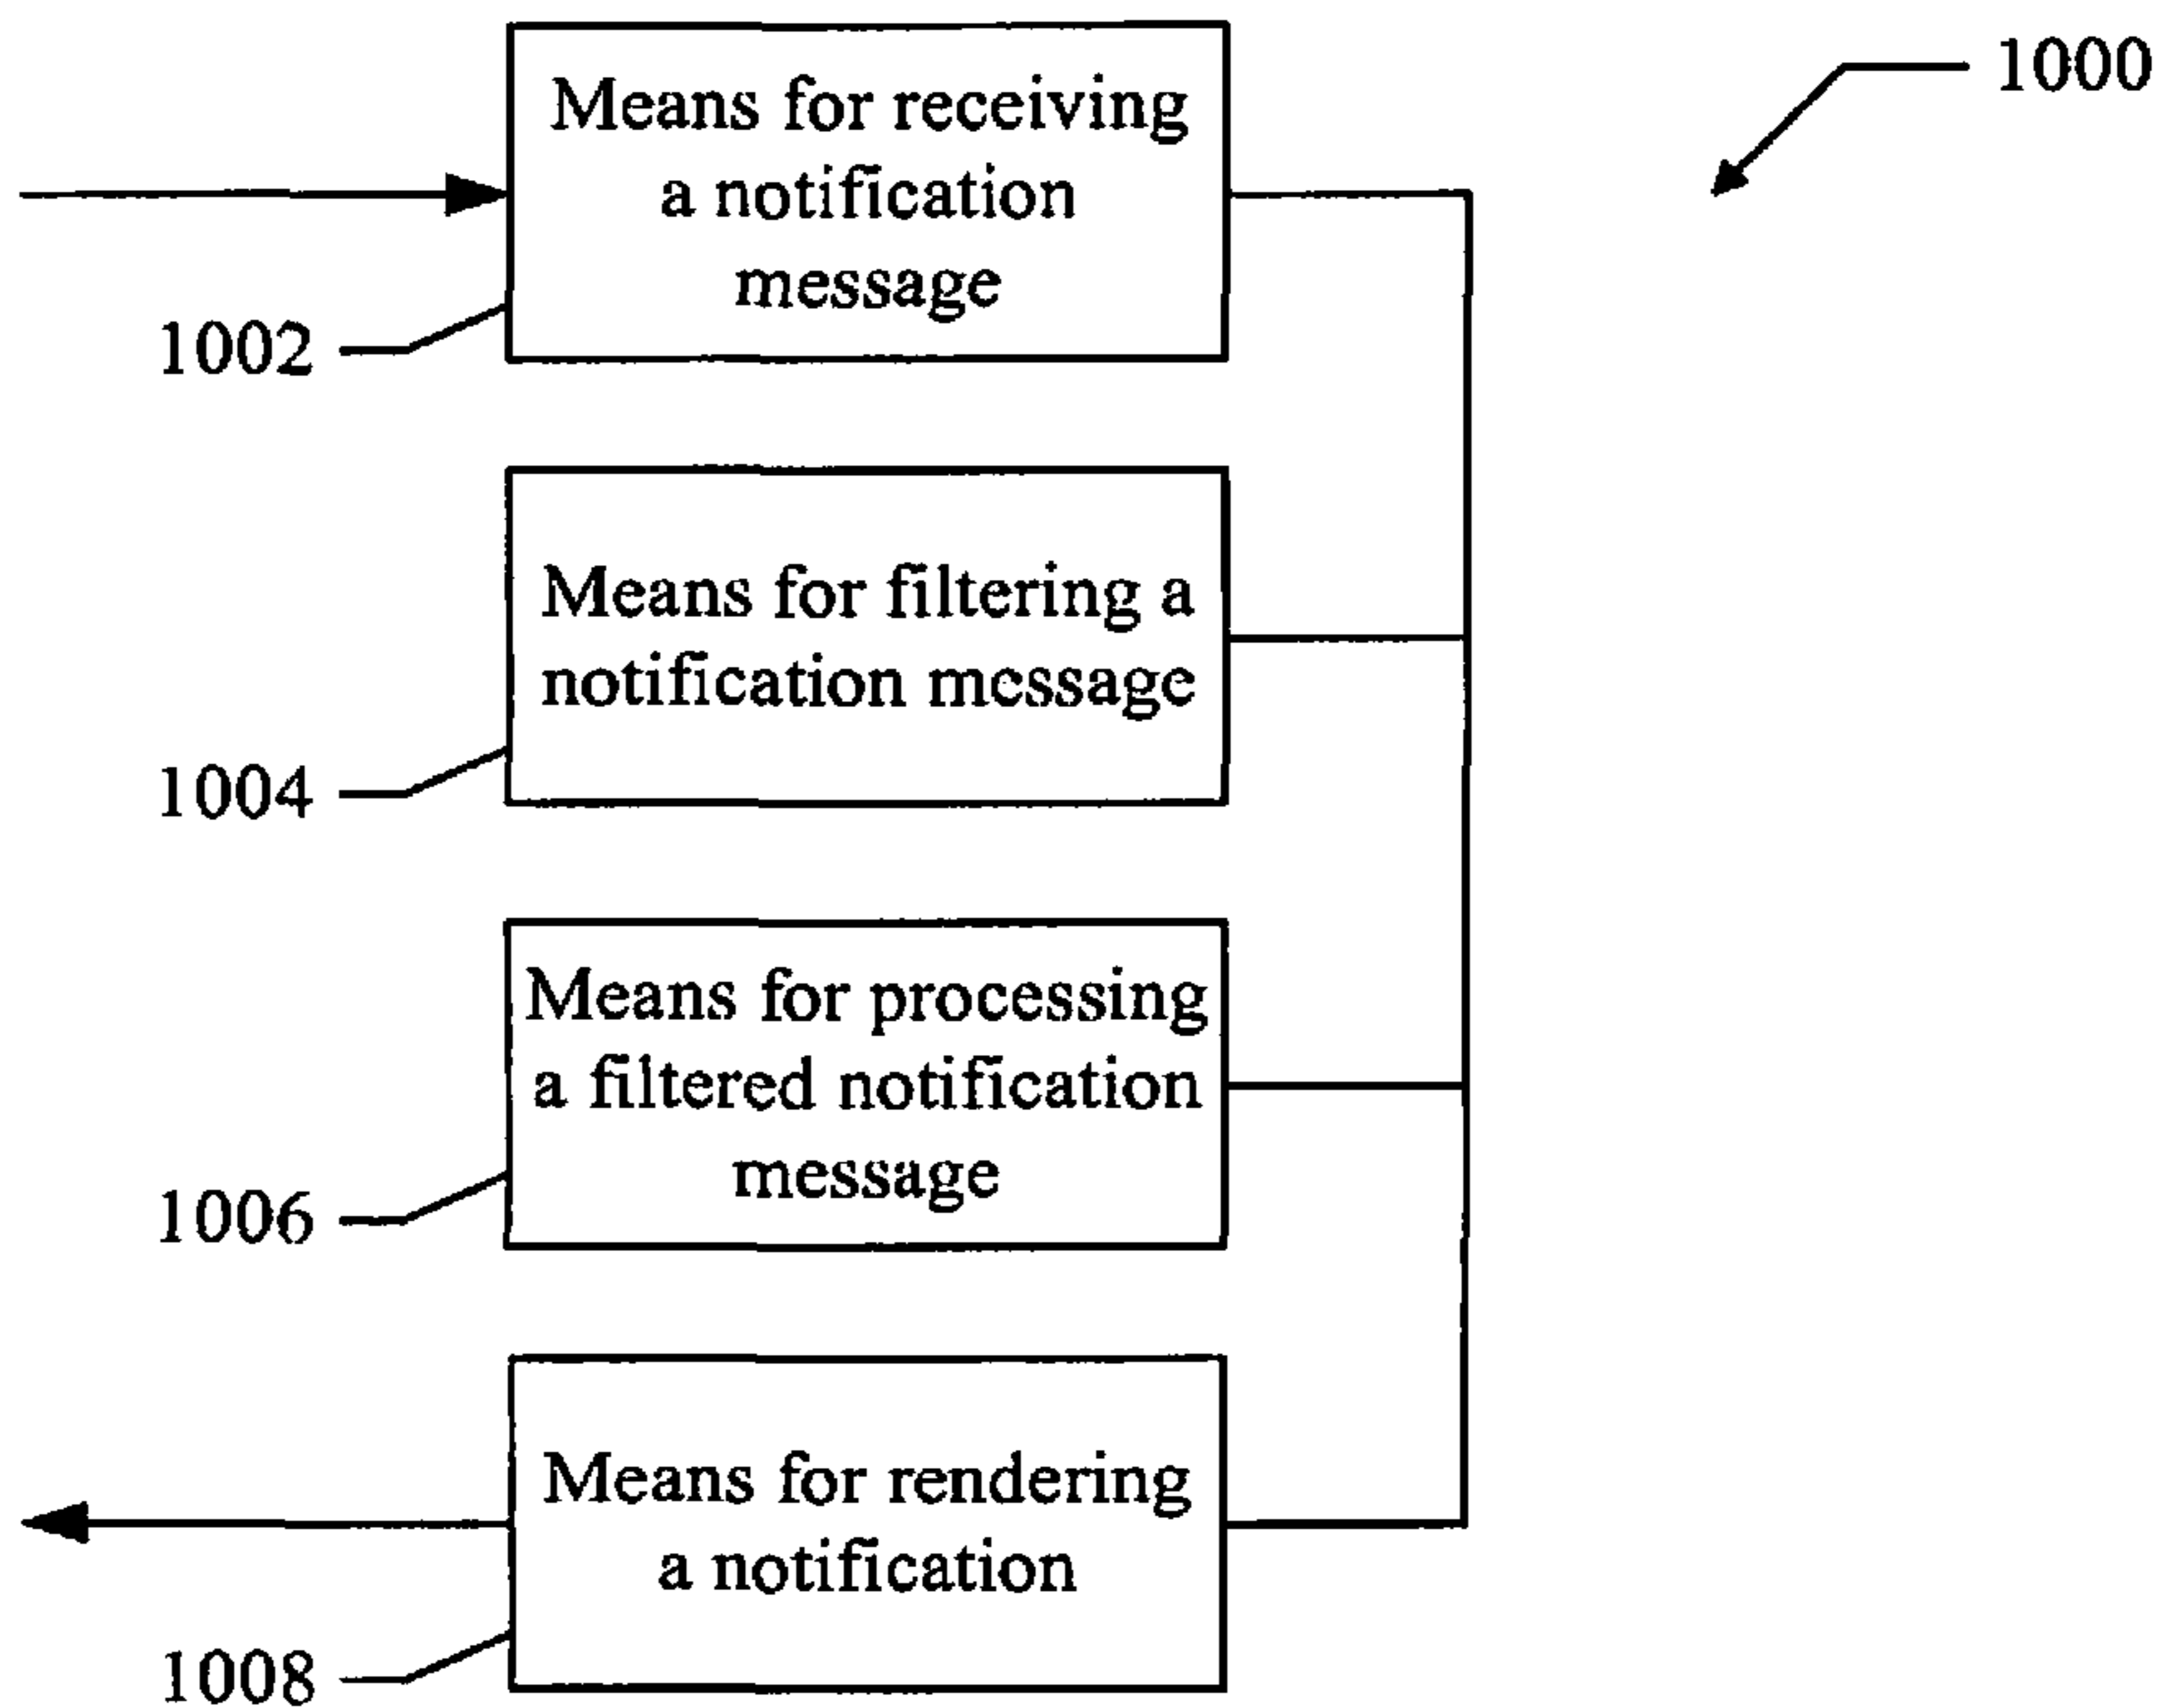 Means for receiving
a notification
message
1000
1002
Means for filtering a
notification message
1004
Means for processing
a filtered notification
message
1006
Means for rendering
a notification
1008